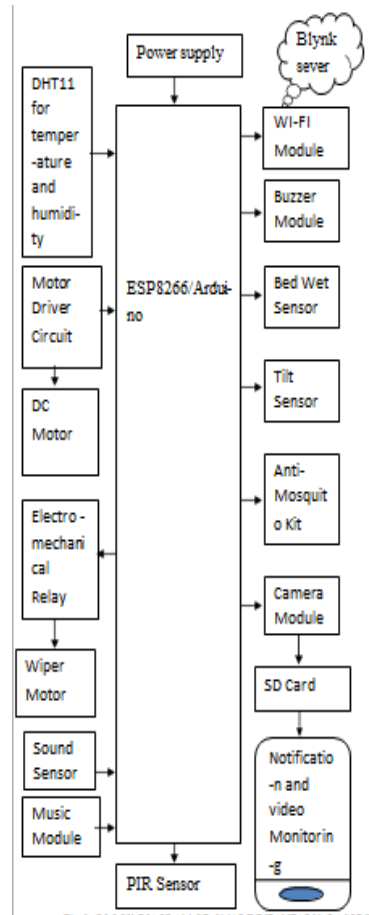 Blynk
sever
Power supply
DHT11
for
temper
-ature
and
humidi-
ty
WI-FI
Module
Buzzer
Module
Motor
Driver
Circuit
ESP8266/Ardui-
no
Bed Wet
Sensor
DC
Motor
Tilt
Sensor
Anti-
Mosquit
o Kit
Electro -
mechani
cal
Relay
Camera
Module
Wiper
Motor
SD Card
Sound
Sensor
Music
Module
Notificatio
-n and
video
Monitorin
-g
PIR Sensor